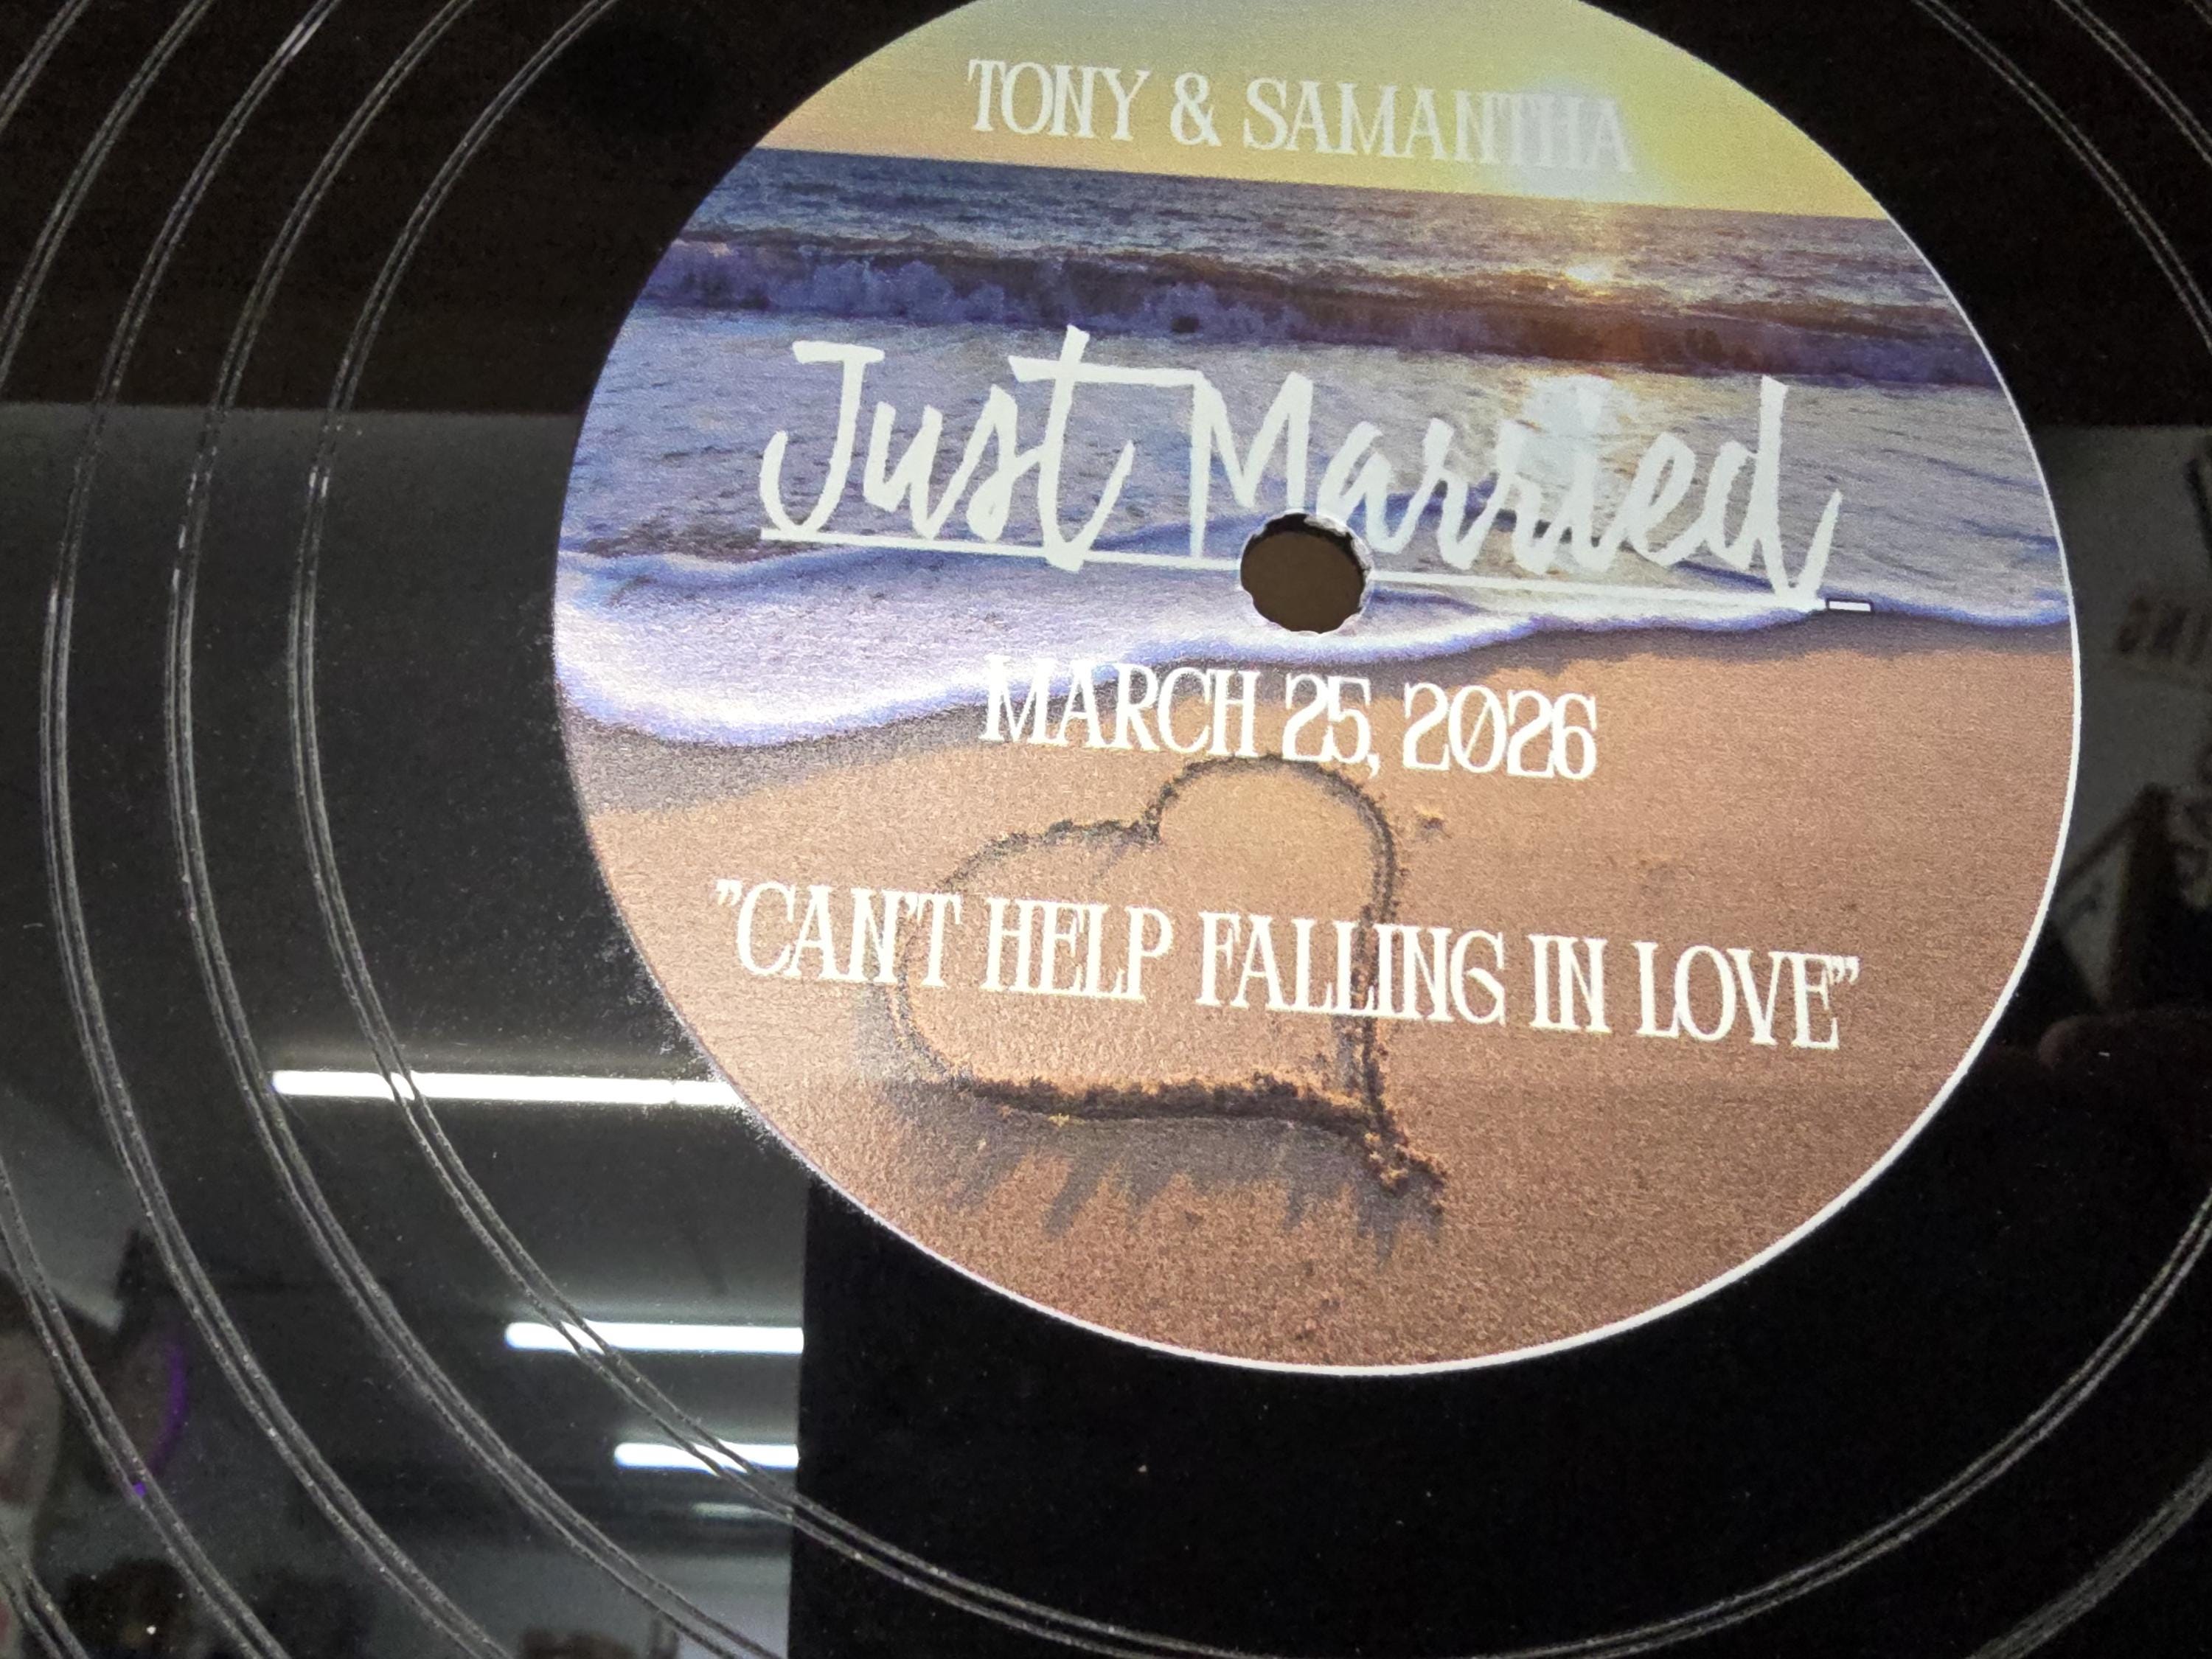 TONY & SAMANTHA
Just Married
MARCH 25, 2026
"CAN'T HELP FALLING IN LOVE"